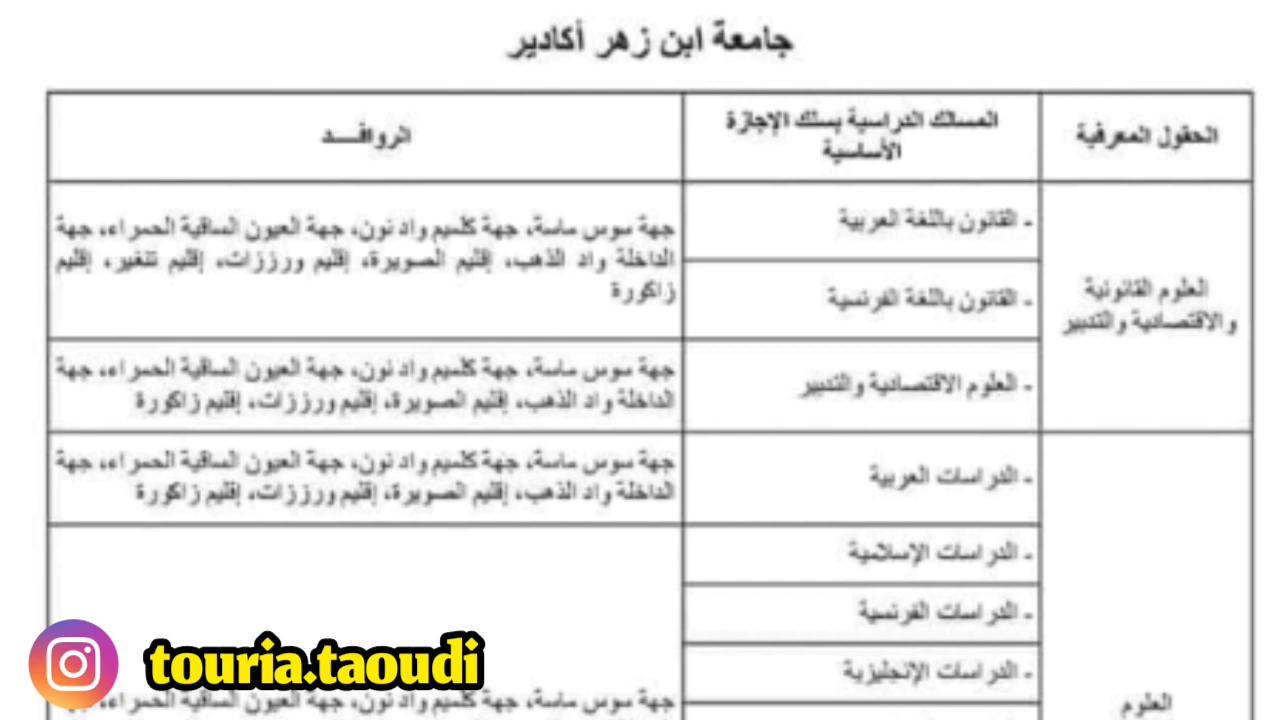 جامعة ابن زهر أكادير
الحقول المعرفية
المسالك الدراسية بسلك الإجازة
الأساسية
الروافـــد
العلوم القانونية
والاقتصادية والتدبير
- القانون باللغة العربية
- القانون باللغة الفرنسية
جهة سوس ماسة، جهة كلميم واد نون، جهة العيون الساقية الحمراء، جهة
الداخلة واد الذهب، إقليم الصويرة، إقليم ورززات، إقليم تنغير، إقليم
زاكورة
- العلوم الاقتصادية والتدبير
جهة سوس ماسة، جهة كلميم واد نون، جهة العيون الساقية الحمراء، جهة
الداخلة واد الذهب، إقليم الصويرة، إقليم ورززات، إقليم زاكورة
- الدراسات العربية
جهة سوس ماسة، جهة كلميم واد نون، جهة العيون الساقية الحمراء، جهة
الداخلة واد الذهب، إقليم الصويرة، إقليم ورززات، إقليم زاكورة
- الدراسات الإسلامية
- الدراسات الفرنسية
- الدراسات الإنجليزية
العلوم
جهة سوس ماسة، جهة كلميم واد نون، جهة العيون الساقية الحمراء، جهة
touria.taoudi